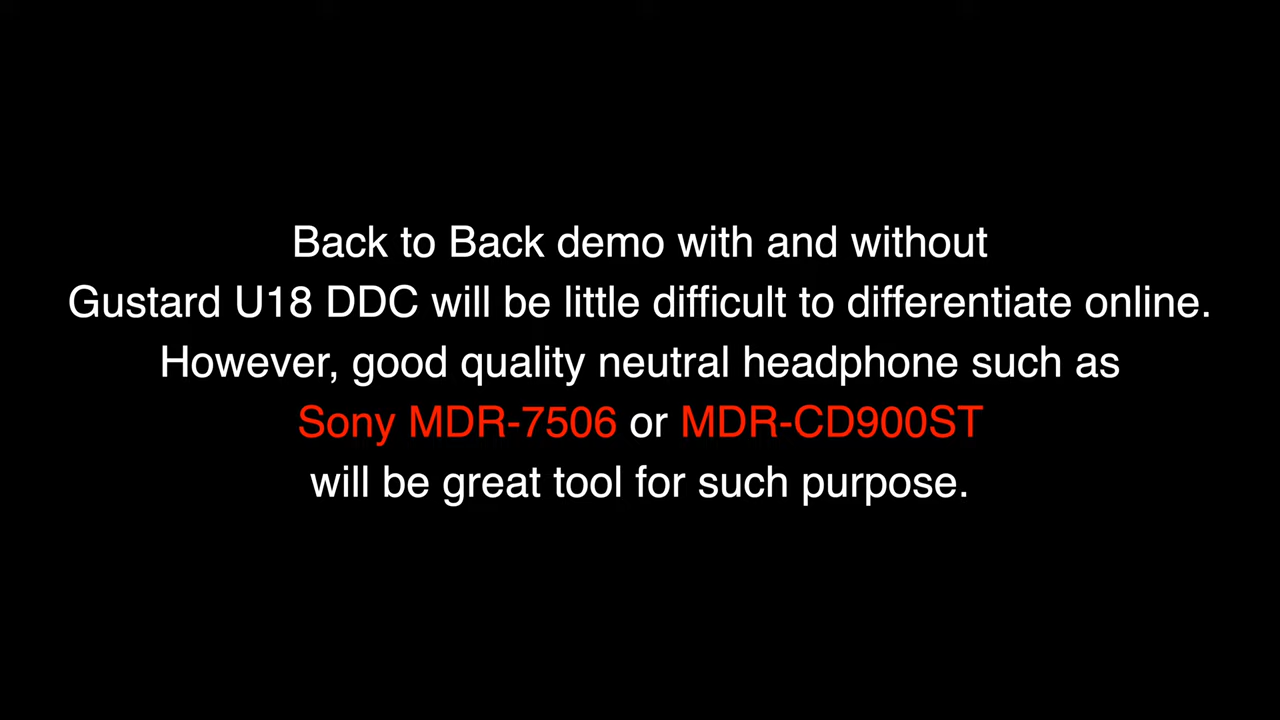 Back to Back demo with and without
Gustard U18 DDC will be little difficult to differentiate online.
However, good quality neutral headphone such as
Sony MDR-7506 or MDR-CD900ST
will be great tool for such purpose.